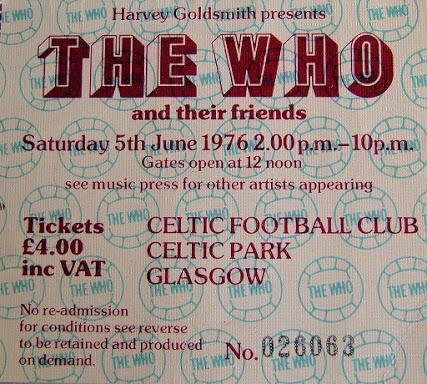 Harvey Goldsmith presents
THE WHO
and their friends
Saturday 5th June 1976 2.00 p.m.–10p.m.
Gates open at 12 noon
see music press for other artists appearing
Tickets
£4.00
inc VAT
CELTIC FOOTBALL CLUB
CELTIC PARK
GLASGOW
No re-admission
for conditions see reverse
to be retained and produced
on demand.
No. 026063